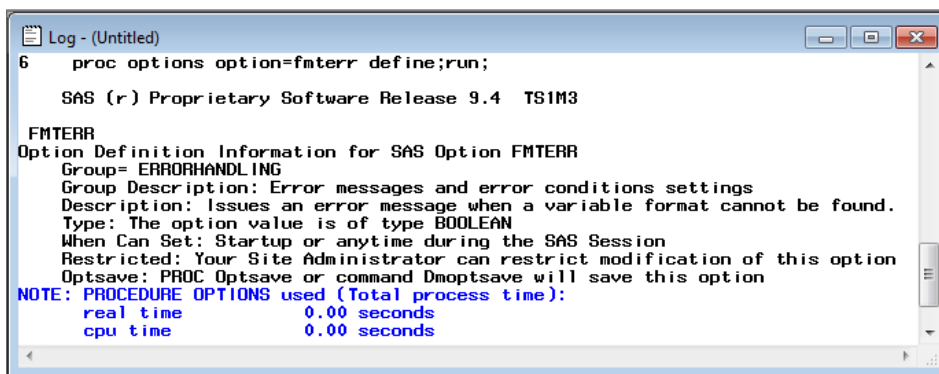 Log - (Untitled)
6 proc options option=fmterr define;run;
SAS (r) Proprietary Software Release 9.4 TS1M3
FMTERR
Option Definition Information for SAS Option FMTERR
Group= ERRORHANDLING
Group Description: Error messages and error conditions settings
Description: Issues an error message when a variable format cannot be found.
Type: The option value is of type BOOLEAN
When Can Set: Startup or anytime during the SAS Session
Restricted: Your Site Administrator can restrict modification of this option
Optsave: PROC Optsave or command Dmoptsave will save this option
NOTE: PROCEDURE OPTIONS used (Total process time):
real time 0.00 seconds
cpu time 0.00 seconds